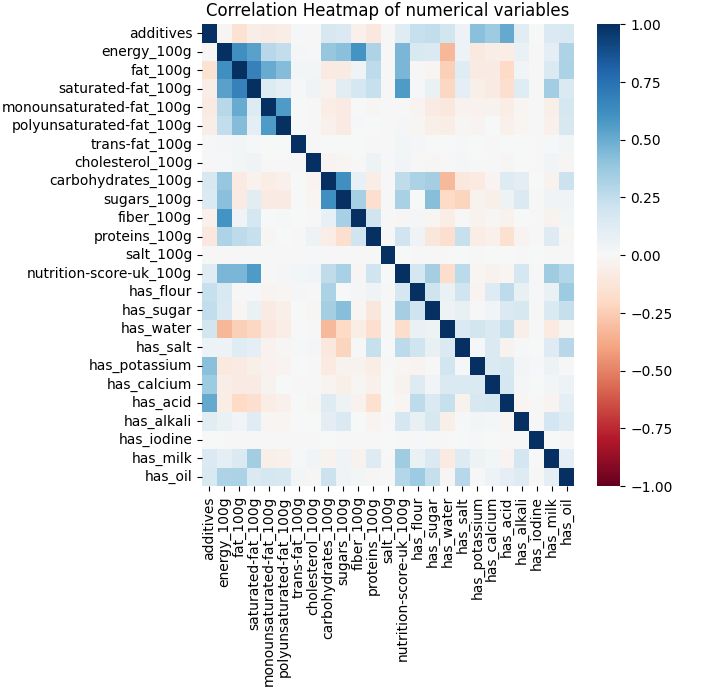 Correlation Heatmap of numerical variables
additives
energy_100g
fat_100g
saturated-fat_100g
monounsaturated-fat_100g
polyunsaturated-fat_100g
trans-fat_100g
cholesterol_100g
carbohydrates_100g
sugars_100g
fiber_100g
proteins_100g
salt_100g
nutrition-score-uk_100g
has_flour
has_sugar
has_water
has_salt
has_potassium
has_calcium
has_acid
has_alkali
has_iodine
has_milk
has_oil
additives
energy_100g
fat_100g
saturated-fat_100g
monounsaturated-fat_100g
polyunsaturated-fat_100g
trans-fat_100g
cholesterol_100g
carbohydrates_100g
sugars_100g
fiber_100g
proteins_100g
salt_100g
nutrition-score-uk_100g
has_flour
has_sugar
has_water
has_salt
has_potassium
has_calcium
has_acid
has_alkali
has_iodine
has_milk
has_oil
1.00
0.75
0.50
0.25
0.00
−0.25
−0.50
−0.75
−1.00